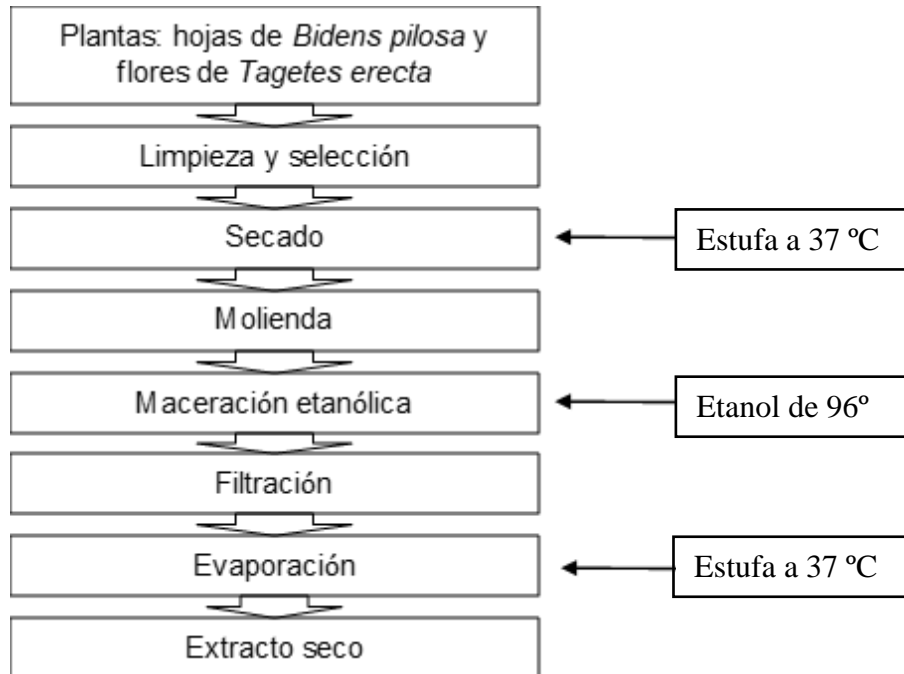 Plantas: hojas de Bidens pilosa y
flores de Tagetes erecta
Limpieza y selección
Secado
Estufa a 37 ºC
Molienda
Maceración etanólica
Etanol de 96º
Filtración
Evaporación
Estufa a 37 ºC
Extracto seco